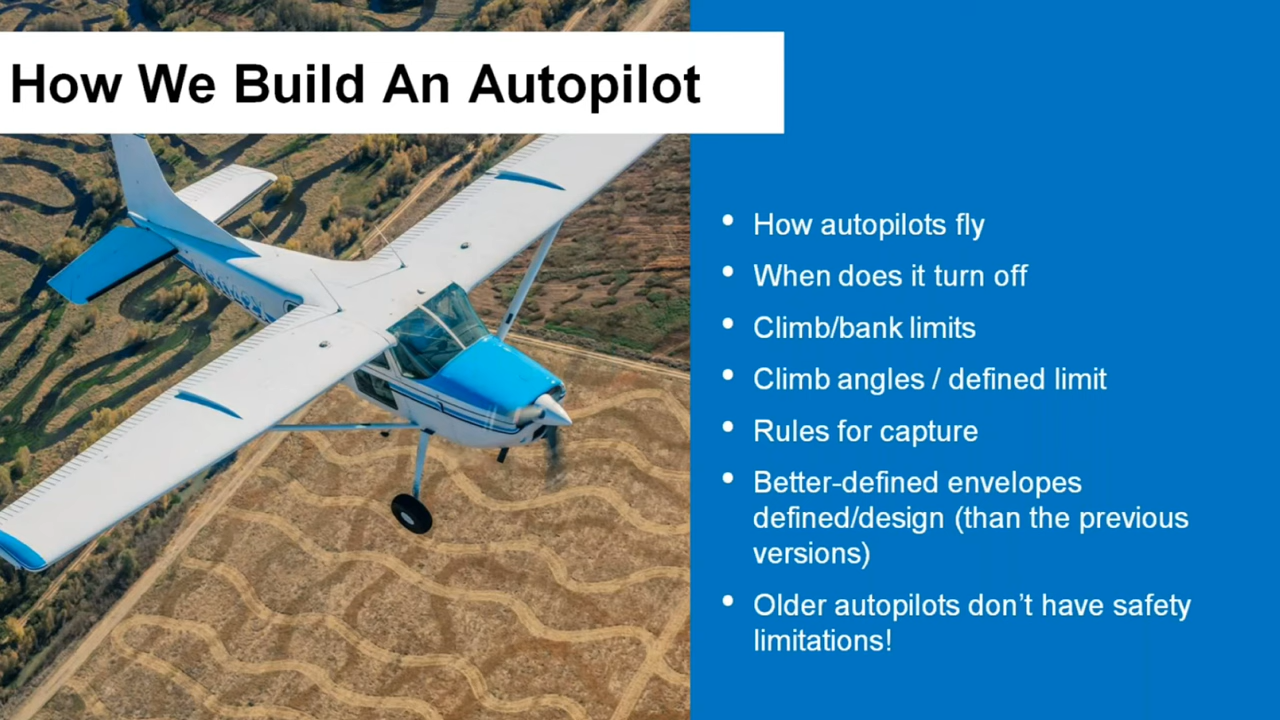 How We Build An Autopilot
• How autopilots fly
• When does it turn off
• Climb/bank limits
• Climb angles / defined limit
• Rules for capture
• Better-defined envelopes
defined/design (than the previous
versions)
• Older autopilots don’t have safety
limitations!